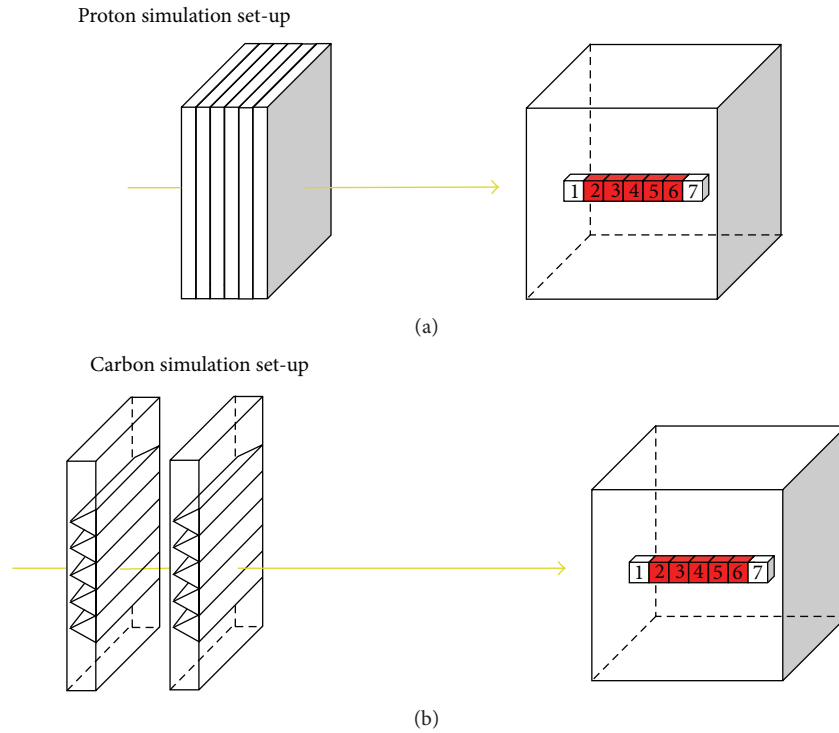 Proton simulation set-up
1 2 3 4 5 6 7
(a)
Carbon simulation set-up
1 2 3 4 5 6 7
(b)